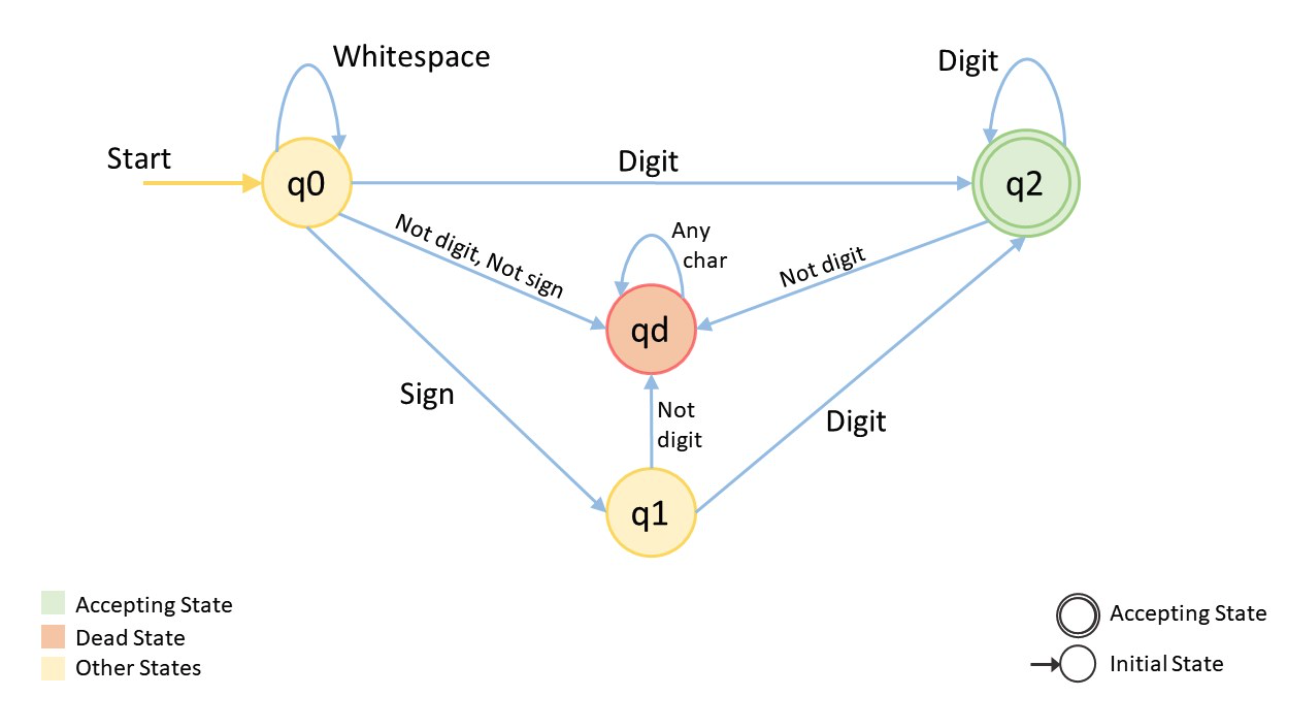 Whitespace
Digit
Start
Digit
q0
q2
Not digit, Not sign
Any
char
Not digit
qd
Sign
Not
digit
Digit
q1
Accepting State
Dead State
Other States
Accepting State
Initial State